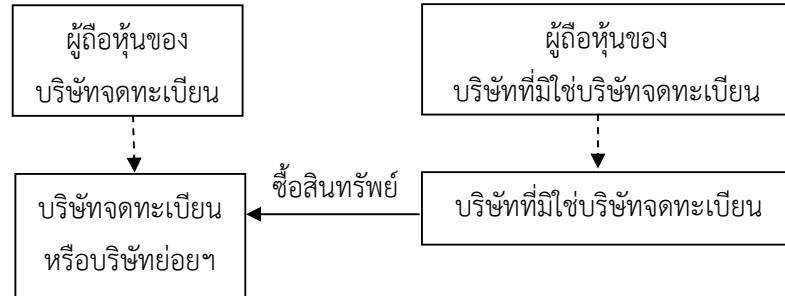 ผู้ถือหุ้นของ
บริษัทจดทะเบียน
ผู้ถือหุ้นของ
บริษัทที่มิใช่บริษัทจดทะเบียน
บริษัทจดทะเบียน
หรือบริษัทย่อยฯ
ซื้อสินทรัพย์
บริษัทที่มิใช่บริษัทจดทะเบียน